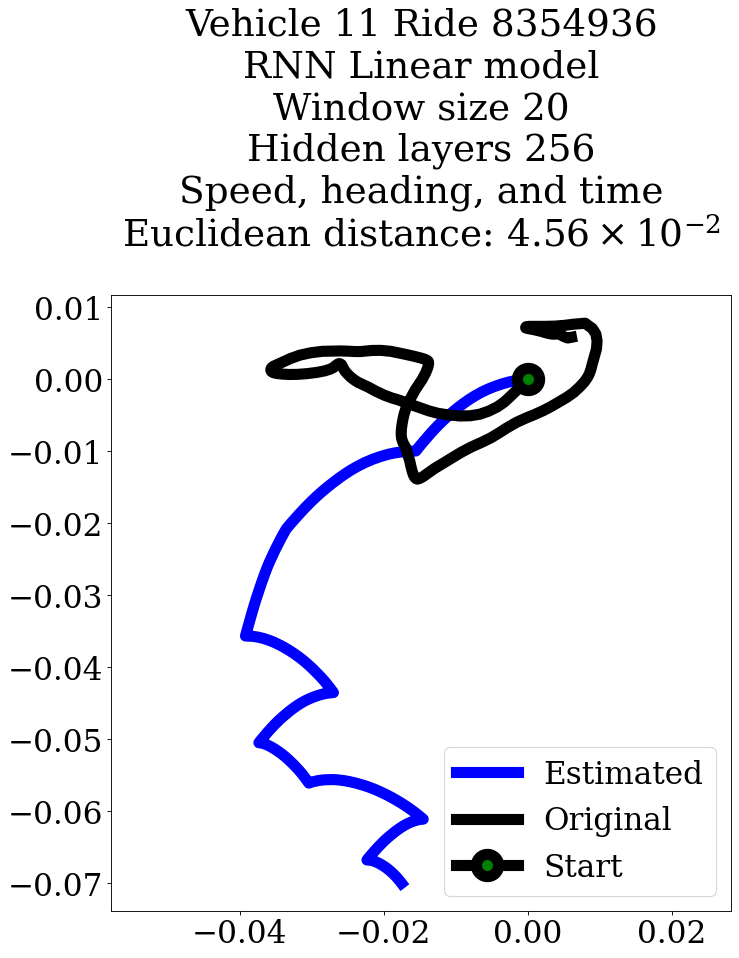 Vehicle 11 Ride 8354936
RNN Linear model
Window size 20
Hidden layers 256
Speed, heading, and time
Euclidean distance: 4.56 × 10⁻²
0.01
0.00
−0.01
−0.02
−0.03
−0.04
−0.05
−0.06
−0.07
Estimated
Original
Start
−0.04 −0.02 0.00 0.02